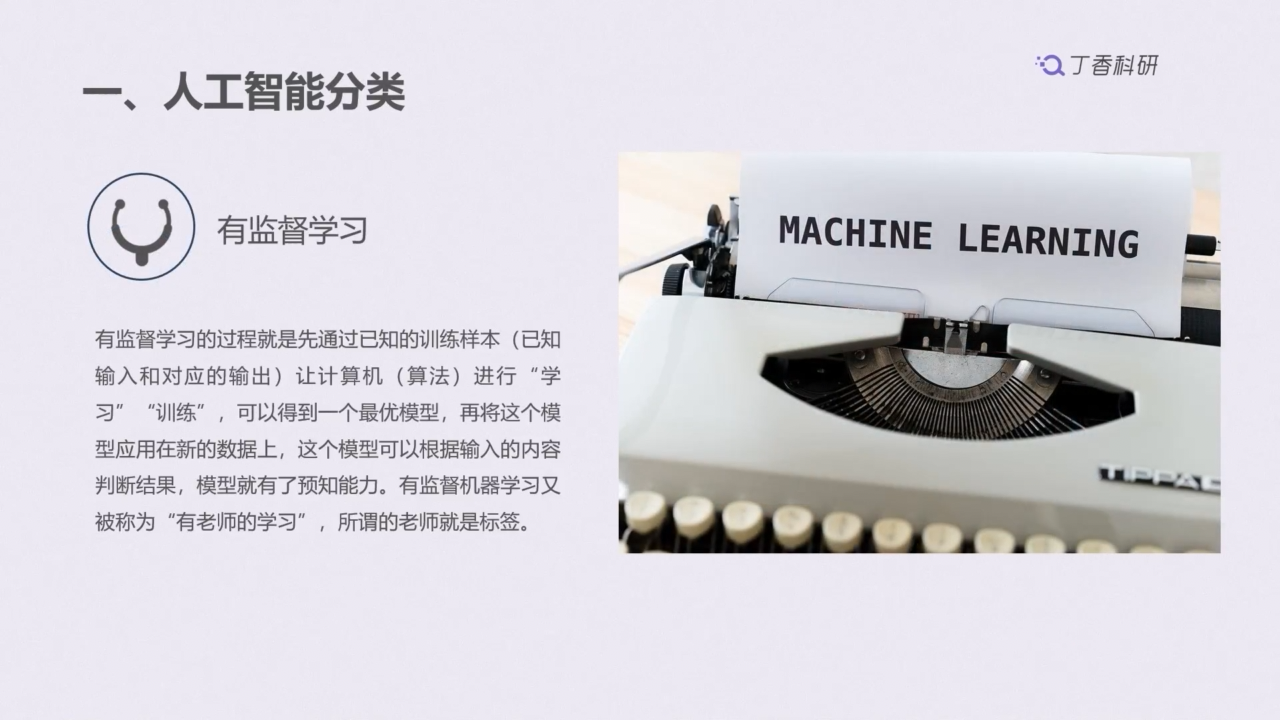 一、人工智能分类
丁香科研
有监督学习
有监督学习的过程就是先通过已知的训练样本（已知
输入和对应的输出）让计算机（算法）进行“学
习”“训练”，可以得到一个最优模型，再将这个模
型应用在新的数据上，这个模型可以根据输入的内容
判断结果，模型就有了预知能力。有监督机器学习又
被称为“有老师的学习”，所谓的老师就是标签。
MACHINE LEARNING